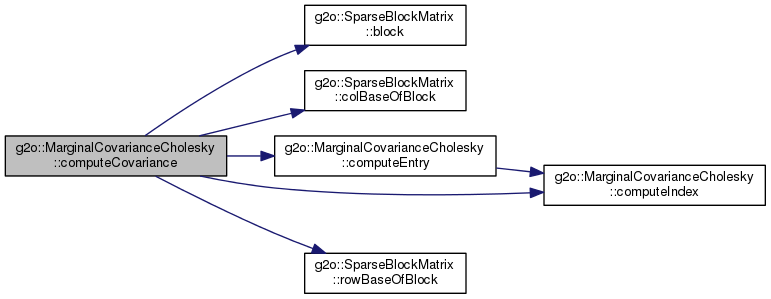 g2o::SparseBlockMatrix
::block
g2o::SparseBlockMatrix
::colBaseOfBlock
g2o::MarginalCovarianceCholesky
::computeCovariance
g2o::MarginalCovarianceCholesky
::computeEntry
g2o::MarginalCovarianceCholesky
::computeIndex
g2o::SparseBlockMatrix
::rowBaseOfBlock